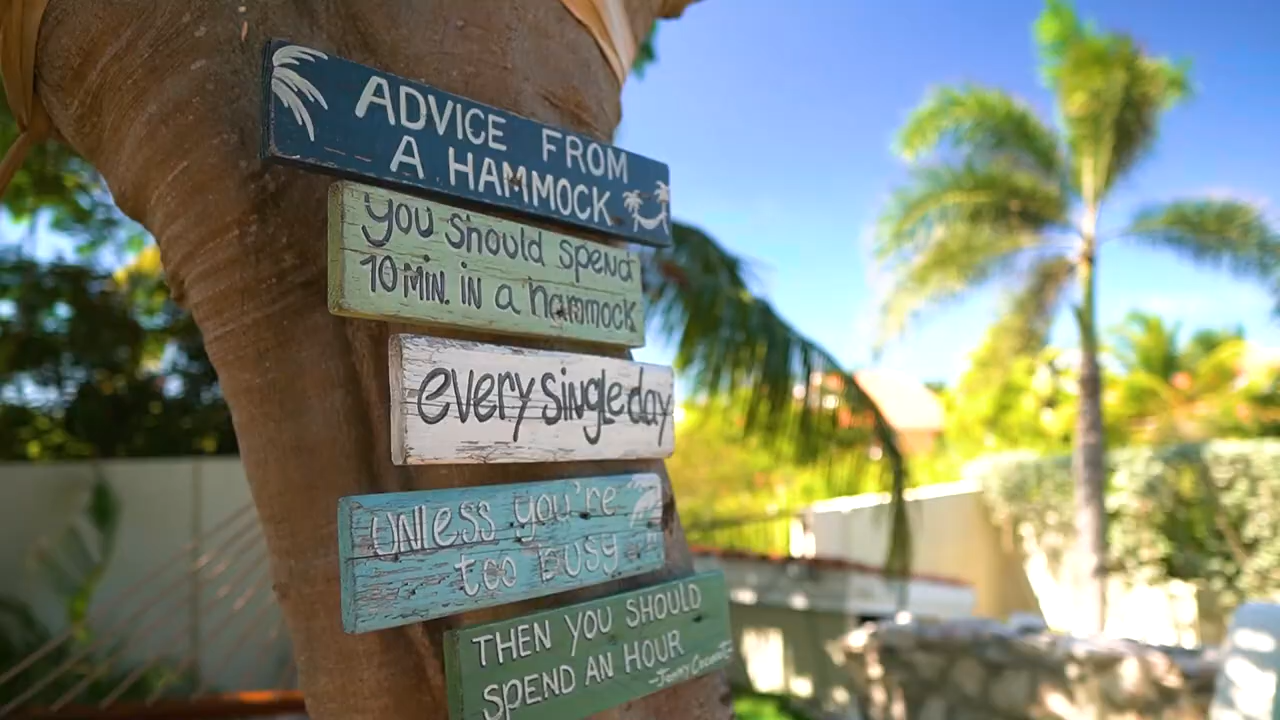 ADVICE FROM
A HAMMOCK
you should spend
10 MIN. IN a hammock
every single day
UNLESS you're
too BUSY
THEN YOU SHOULD
SPEND AN HOUR